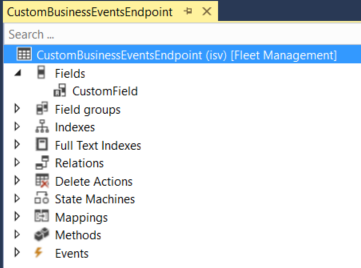 CustomBusinessEventsEndpoint
Search ...
CustomBusinessEventsEndpoint (isv) [Fleet Management]
Fields
CustomField
Field groups
Indexes
Full Text Indexes
Relations
Delete Actions
State Machines
Mappings
Methods
Events